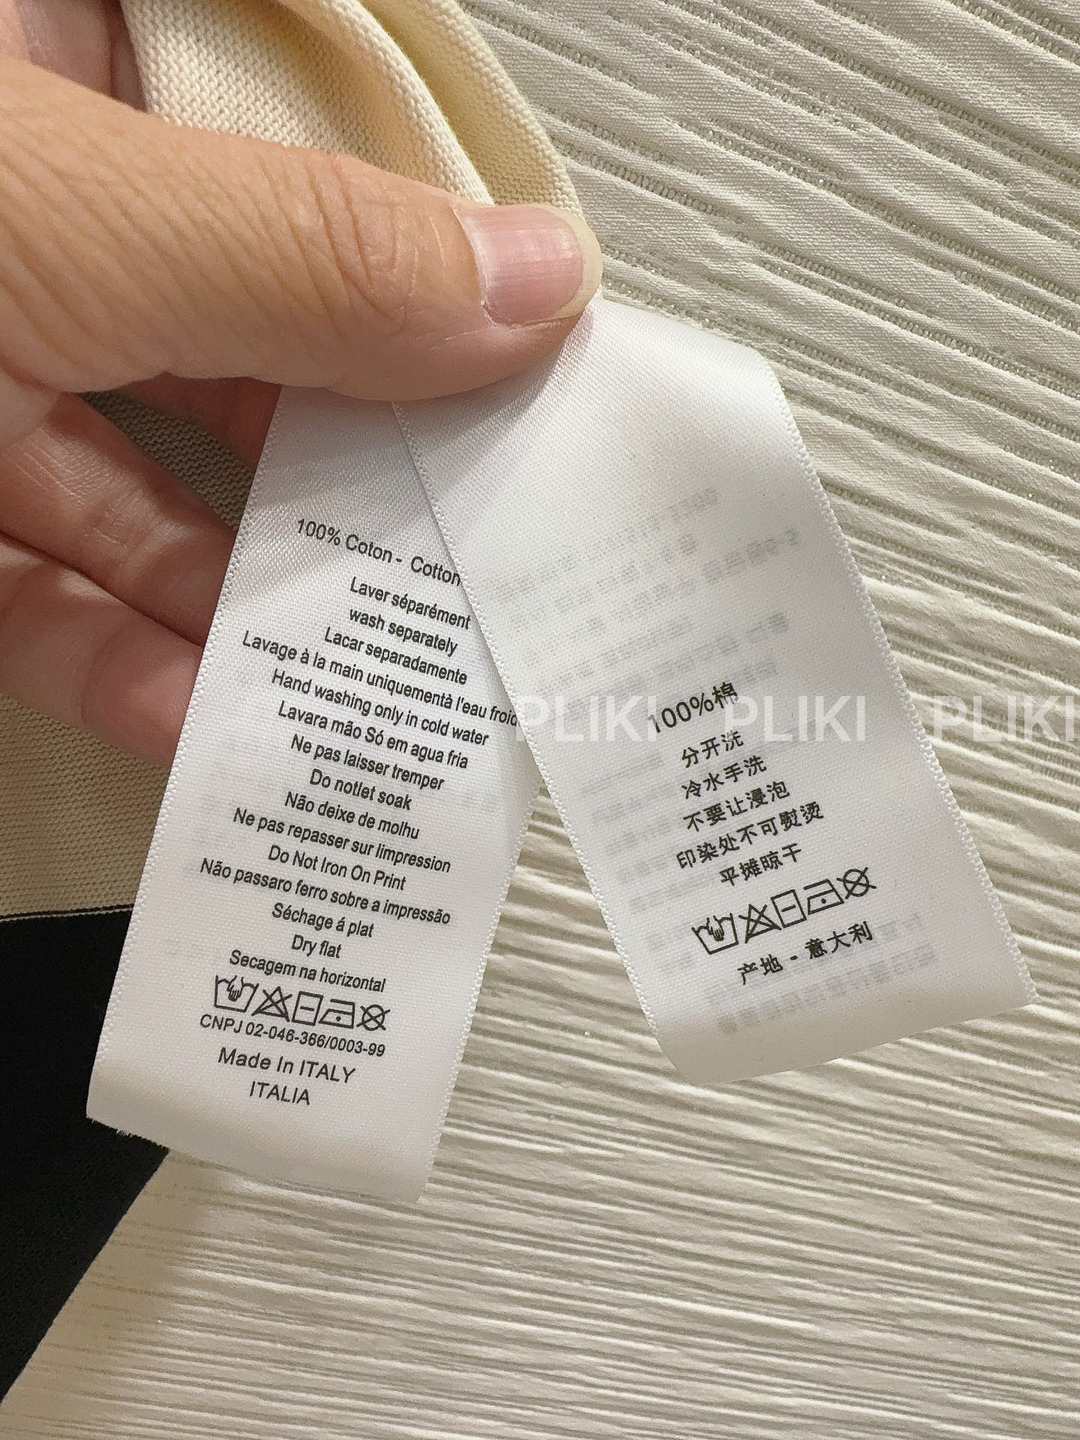 100% Coton - Cotton
Laver séparément
wash separately
Lacar separadamente
Lavage à la main uniquementà l'eau froid
Hand washing only in cold water
Lavara mão Só em agua fria
Ne pas laisser tremper
Do notlet soak
Não deixe de molhu
Ne pas repasser sur limpression
Do Not Iron On Print
Não passaro ferro sobre a impressão
Séchage á plat
Dry flat
Secagem na horizontal
CNPJ 02-046-366/0003-99
Made In ITALY
ITALIA
100%棉
分开洗
冷水手洗
不要让浸泡
印染处不可熨烫
平摊晾干
产地 - 意大利
PLIKI PLIKI PLIKI